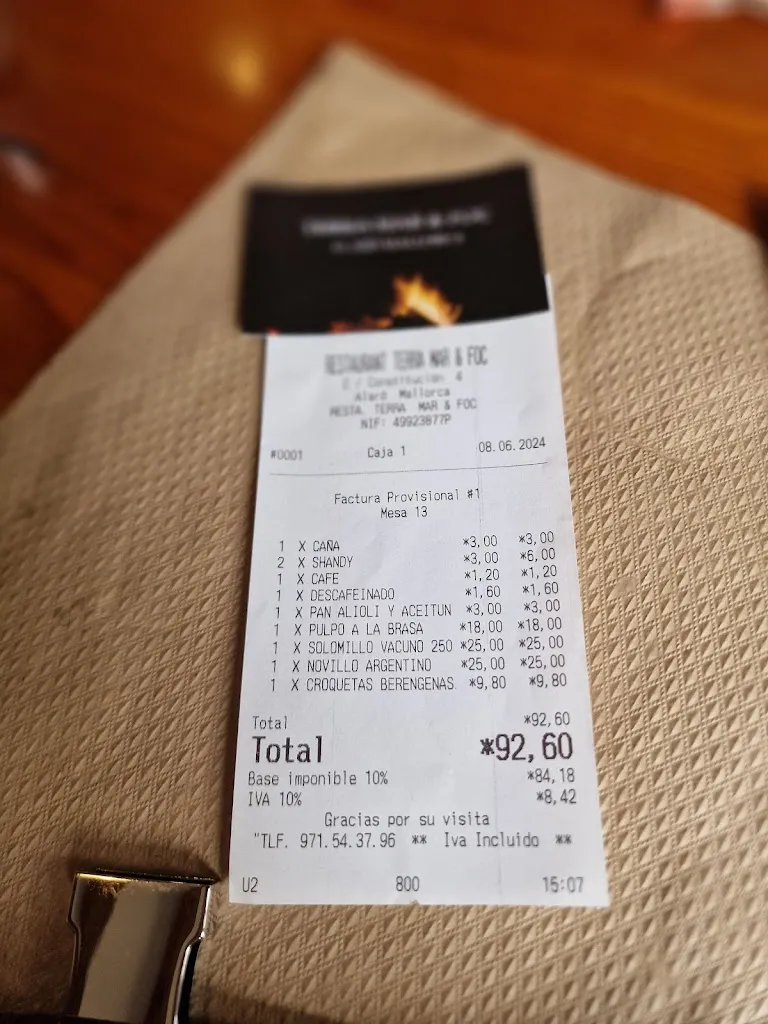 RESTAURANT TERRA MAR & FOC
C / Constitucion 4
Alaró Mallorca
RESTA. TERRA MAR & FOC
NIF: 49923877P
#0001 Caja 1 08.06.2024
Factura Provisional #1
Mesa 13
1 X CAÑA *3,00 *3,00
2 X SHANDY *3,00 *6,00
1 X CAFE *1,20 *1,20
1 X DESCAFEINADO *1,60 *1,60
1 X PAN ALIOLI Y ACEITUN *3,00 *3,00
1 X PULPO A LA BRASA *18,00 *18,00
1 X SOLOMILLO VACUNO 250 *25,00 *25,00
1 X NOVILLO ARGENTINO *25,00 *25,00
1 X CROQUETAS BERENGENAS *9,80 *9,80
Total *92,60
Total *92,60
Base imponible 10% *84,18
IVA 10% *8,42
Gracias por su visita
"TLF. 971.54.37.96 ** Iva Incluido **
U2 800 15:07